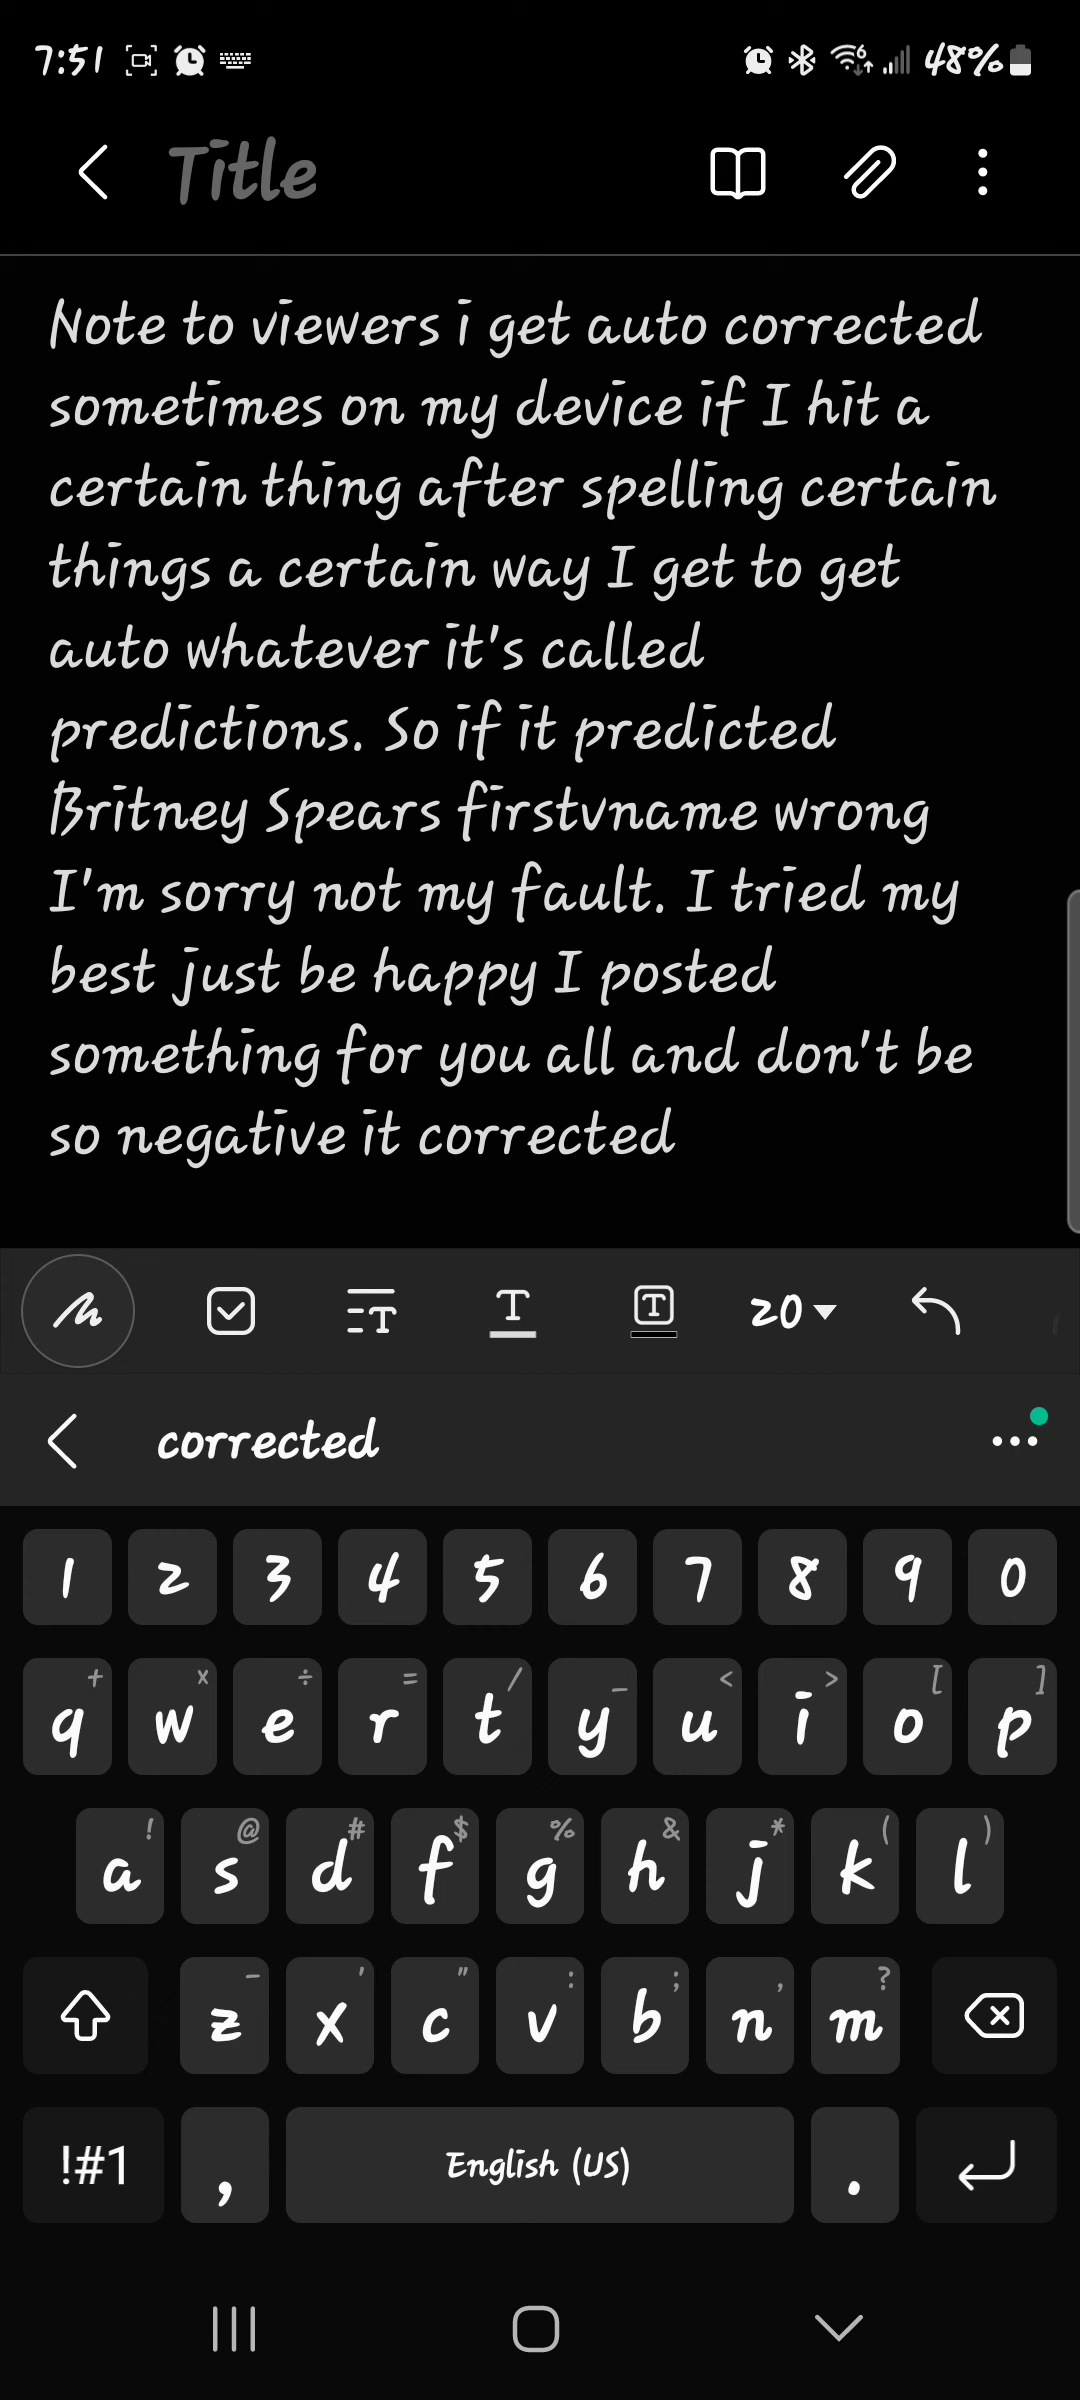 7:51 48%
Title
Note to viewers i get auto corrected
sometimes on my device if I hit a
certain thing after spelling certain
things a certain way I get to get
auto whatever it's called
predictions. So if it predicted
Britney Spears firstvname wrong
I'm sorry not my fault. I tried my
best just be happy I posted
something for you all and don't be
so negative it corrected
20
corrected
1 2 3 4 5 6 7 8 9 0
+ × ÷ = / _ < > [ ]
q w e r t y u i o p
! @ # $ % & * ( )
a s d f g h j k l
- ' " : ; , ?
z x c v b n m
!#1 , English (US) .